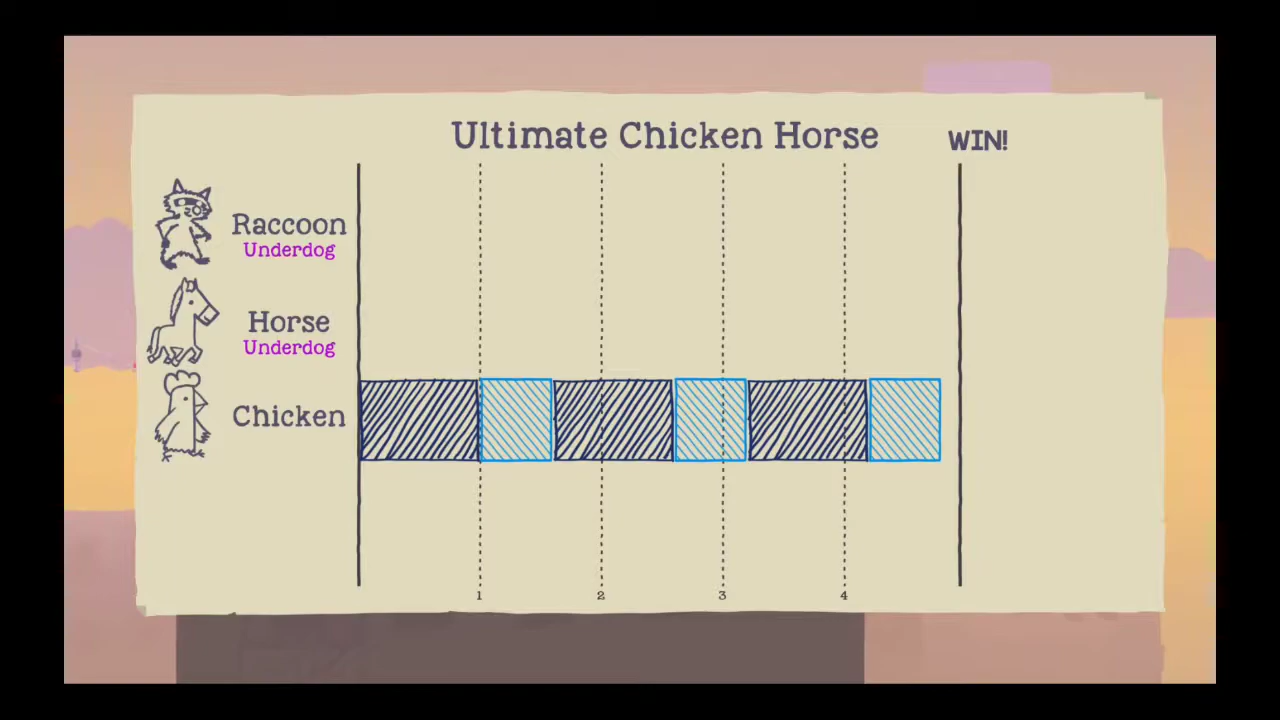 Ultimate Chicken Horse
WIN!
Raccoon
Underdog
Horse
Underdog
Chicken
1 2 3 4